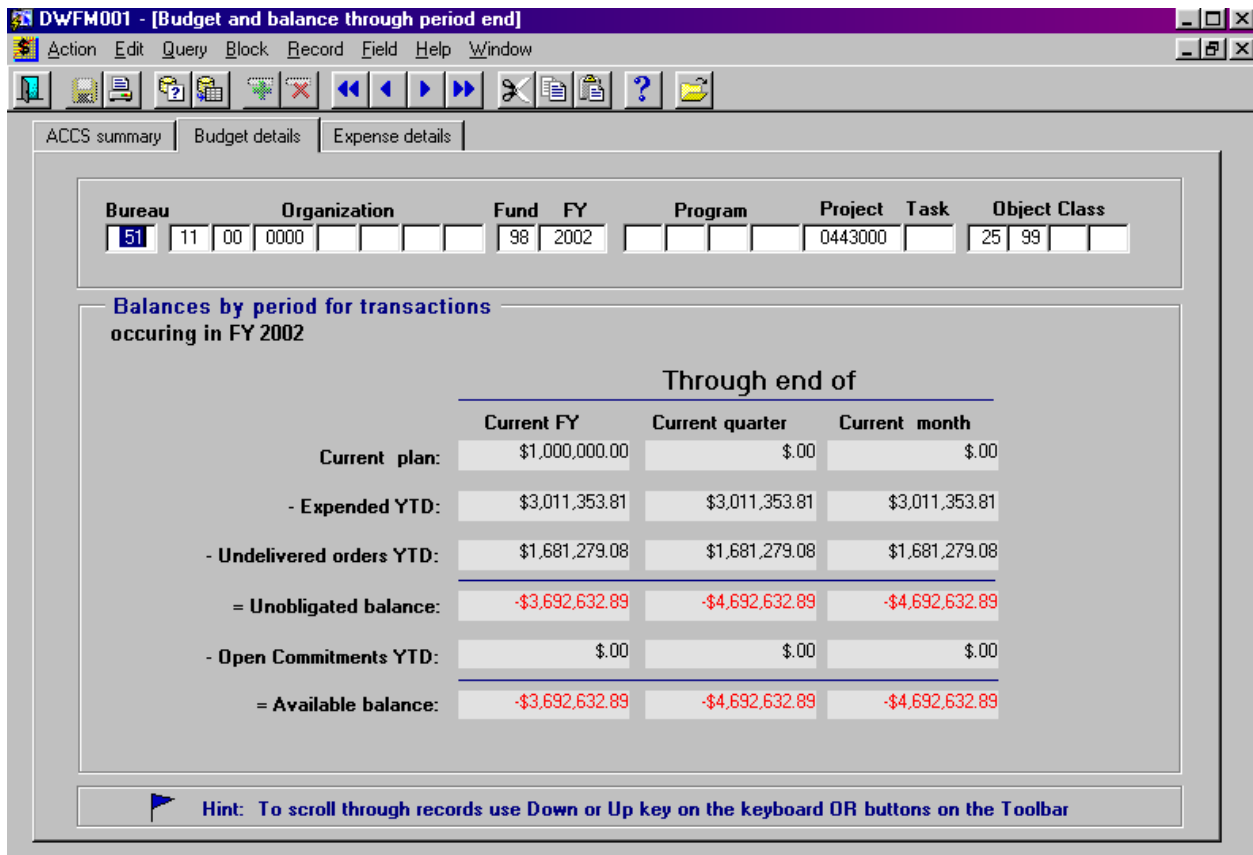 DWFM001 - [Budget and balance through period end]
Action Edit Query Block Record Field Help Window
ACCS summary Budget details Expense details
Bureau Organization Fund FY Program Project Task Object Class
51 11 00 0000 98 2002 0443000 25 99
Balances by period for transactions
occuring in FY 2002
Through end of
Current FY Current quarter Current month
Current plan: $1,000,000.00 $.00 $.00
- Expended YTD: $3,011,353.81 $3,011,353.81 $3,011,353.81
- Undelivered orders YTD: $1,681,279.08 $1,681,279.08 $1,681,279.08
= Unobligated balance: -$3,692,632.89 -$4,692,632.89 -$4,692,632.89
- Open Commitments YTD: $.00 $.00 $.00
= Available balance: -$3,692,632.89 -$4,692,632.89 -$4,692,632.89
Hint: To scroll through records use Down or Up key on the keyboard OR buttons on the Toolbar